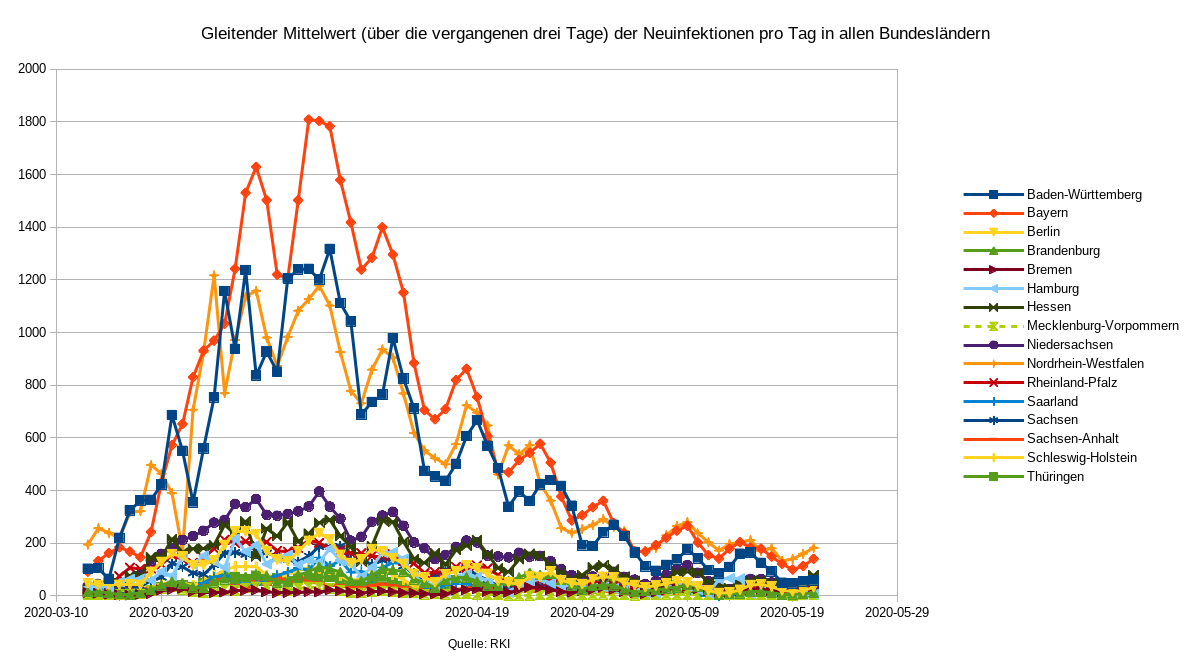 Gleitender Mittelwert (über die vergangenen drei Tage) der Neuinfektionen pro Tag in allen Bundesländern
2000
1800
1600
1400
1200
1000
800
600
400
200
0
2020-03-10 2020-03-20 2020-03-30 2020-04-09 2020-04-19 2020-04-29 2020-05-09 2020-05-19 2020-05-29
Quelle: RKI
Baden-Württemberg
Bayern
Berlin
Brandenburg
Bremen
Hamburg
Hessen
Mecklenburg-Vorpommern
Niedersachsen
Nordrhein-Westfalen
Rheinland-Pfalz
Saarland
Sachsen
Sachsen-Anhalt
Schleswig-Holstein
Thüringen